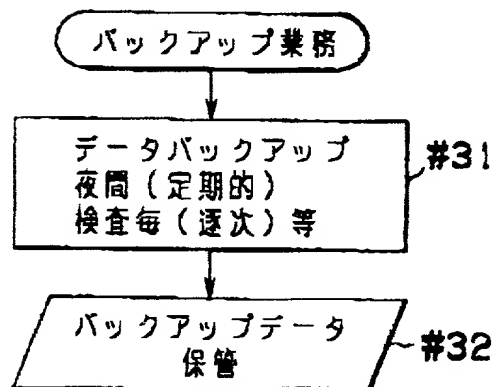 バックアップ業務
データバックアップ
夜間（定期的）
検査毎（逐次）等
#31
バックアップデータ
保管
#32